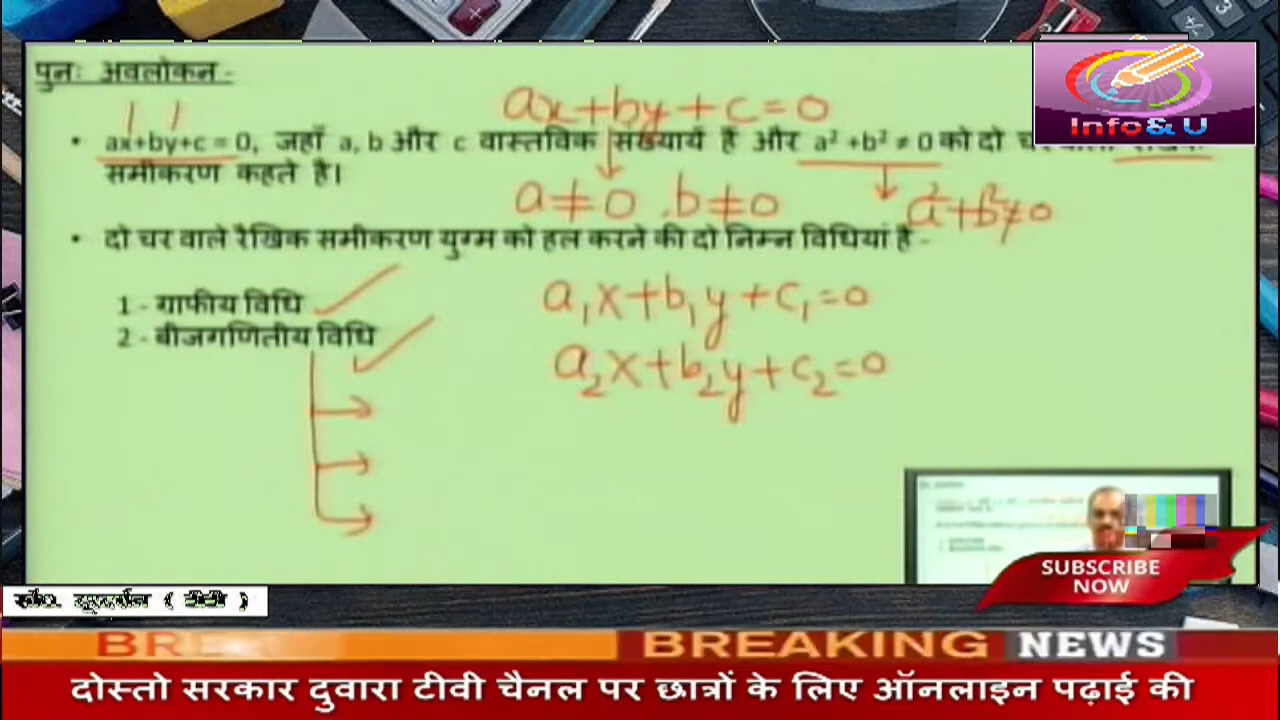 पुनः अवलोकन -
ax+by+c=0
Info & U
• ax+by+c = 0, जहाँ a, b और c वास्तविक संख्यायें हैं और a² +b² ≠ 0 को दो चर
समीकरण कहते है।
a≠0 . b≠0
a²+b²≠0
• दो चर वाले रैखिक समीकरण युग्म को हल करने की दो निम्न विधियां है -
1 - ग्राफीय विधि
a₁x+b₁y+c₁=0
2 - बीजगणितीय विधि
a₂x+b₂y+c₂=0
SUBSCRIBE
NOW
BREAKING NEWS
दोस्तो सरकार दुवारा टीवी चैनल पर छात्रों के लिए ऑनलाइन पढ़ाई की